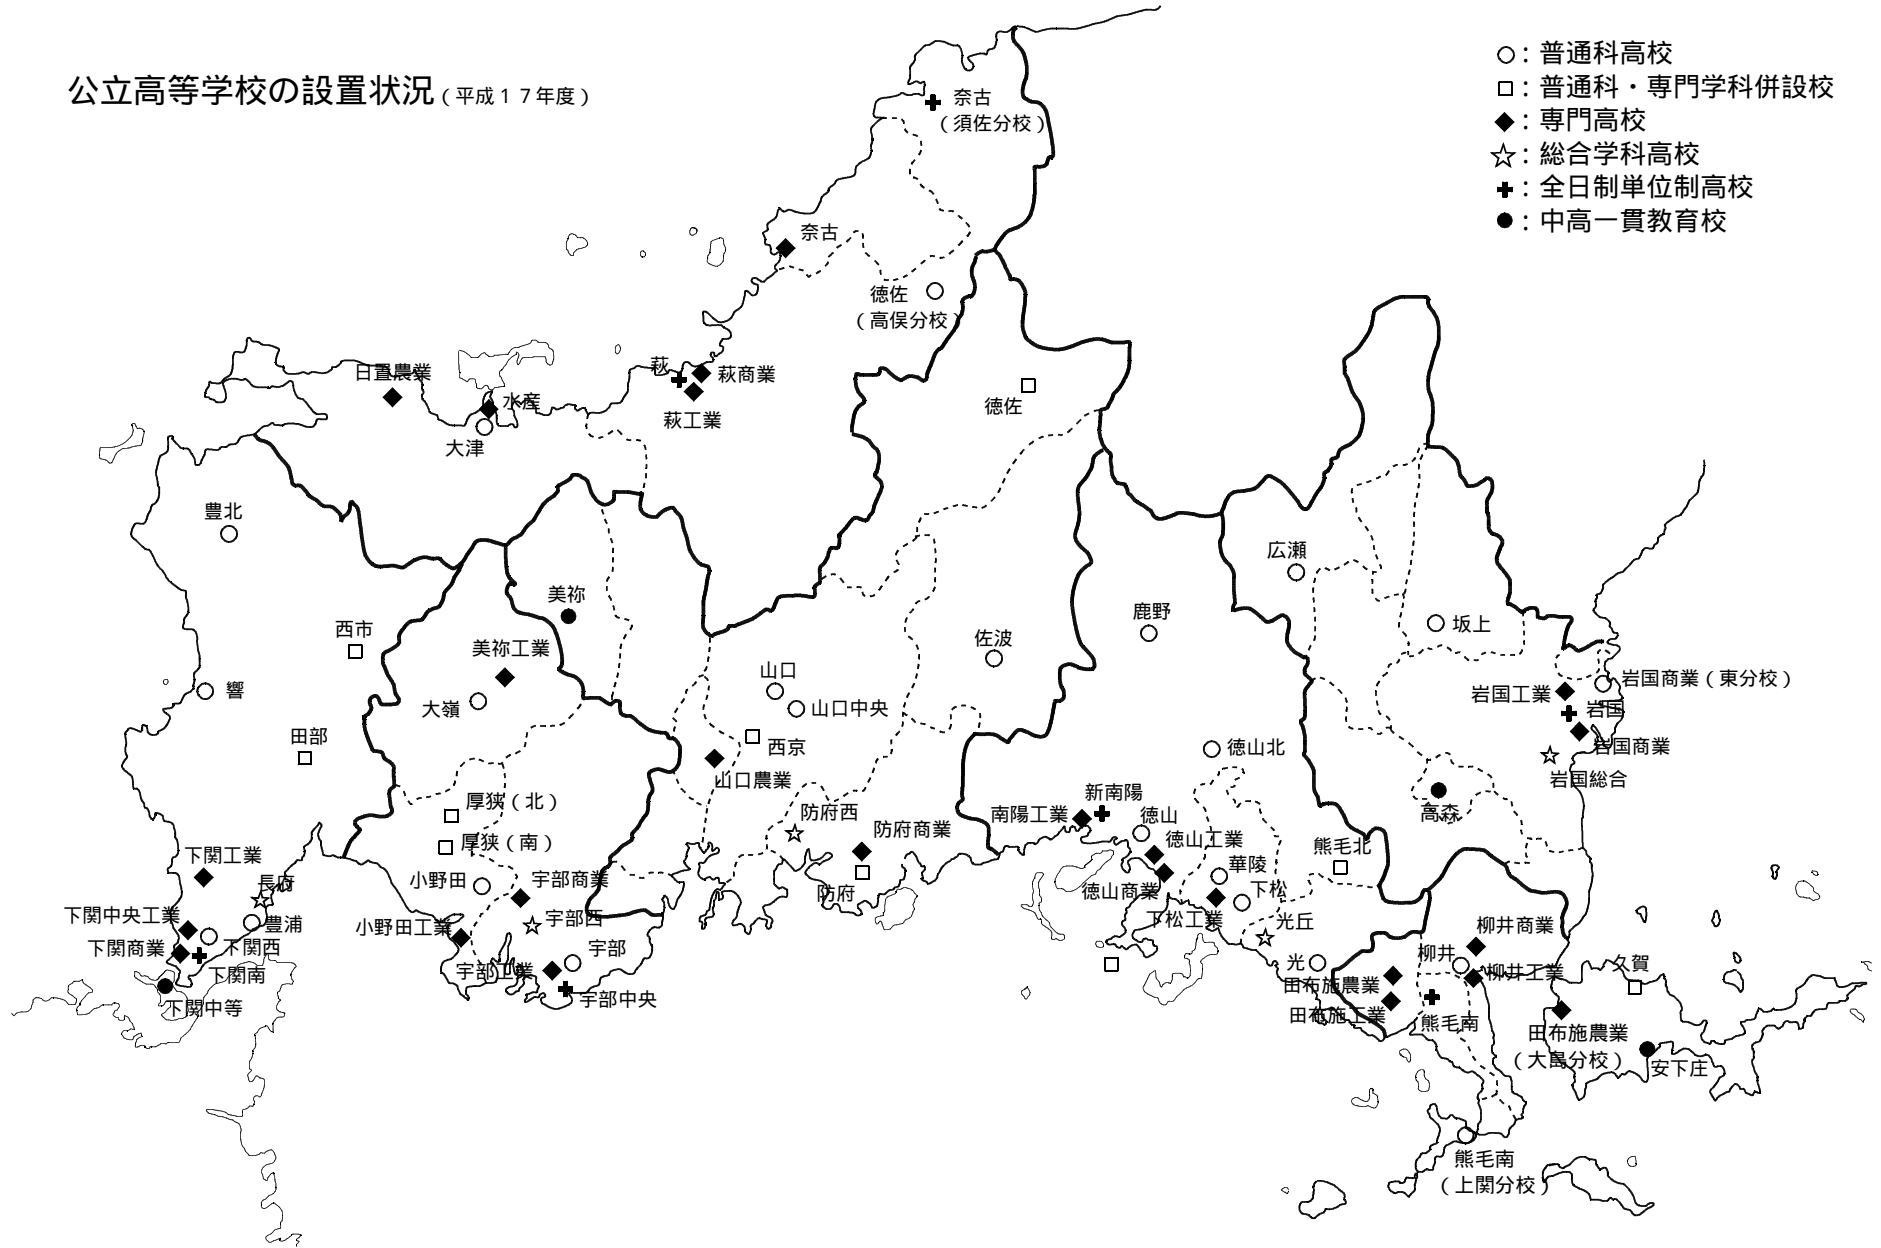 公立高等学校の設置状況（平成１７年度）
○：普通科高校
□：普通科・専門学科併設校
◆：専門高校
☆：総合学科高校
✚：全日制単位制高校
●：中高一貫教育校
奈古
（須佐分校）
奈古
徳佐
（高俣分校）
萩
萩商業
萩工業
日置農業
水産
大津
徳佐
豊北
美祢
西市
美祢工業
響
大嶺
田部
厚狭（北）
厚狭（南）
小野田
宇部商業
小野田工業
宇部西
宇部
宇部工業
宇部中央
下関工業
長府
下関中央工業
豊浦
下関商業
下関西
下関南
下関中等
山口
山口中央
西京
山口農業
佐波
防府西
防府商業
防府
鹿野
徳山北
新南陽
南陽工業
徳山
徳山工業
徳山商業
華陵
下松
下松工業
光丘
光
熊毛北
広瀬
坂上
岩国商業（東分校）
岩国工業
岩国
岩国商業
岩国総合
高森
柳井商業
柳井
柳井工業
田布施農業
田布施工業
熊毛南
久賀
田布施農業
（大島分校）
安下庄
熊毛南
（上関分校）